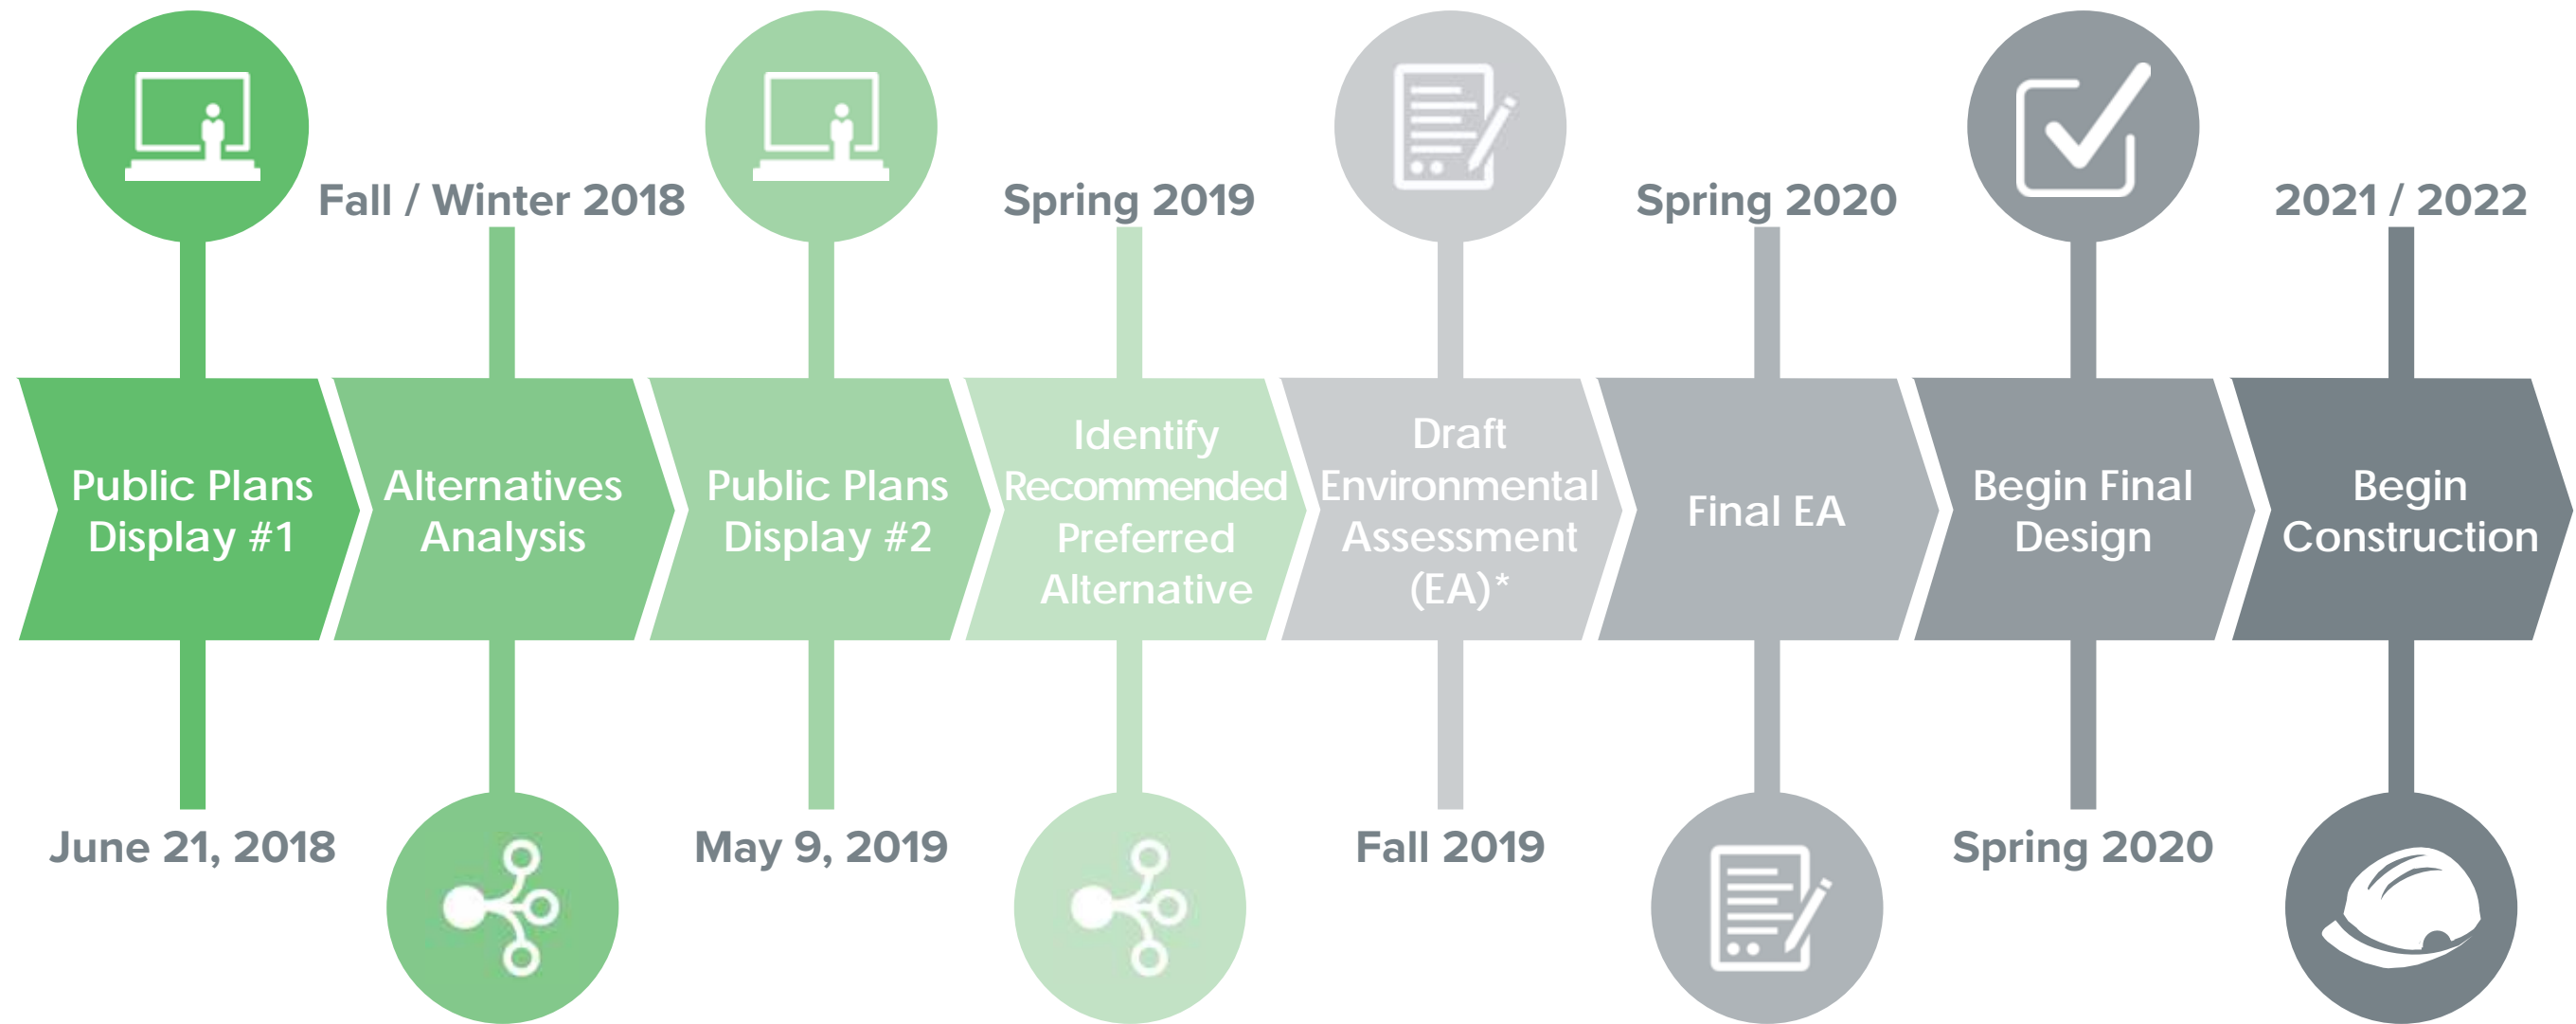 Fall / Winter 2018
Spring 2019
Spring 2020
2021 / 2022
Public Plans
Display #1
Alternatives
Analysis
Public Plans
Display #2
Identify
Recommended
Preferred
Alternative
Draft
Environmental
Assessment
(EA)*
Final EA
Begin Final
Design
Begin
Construction
June 21, 2018
May 9, 2019
Fall 2019
Spring 2020